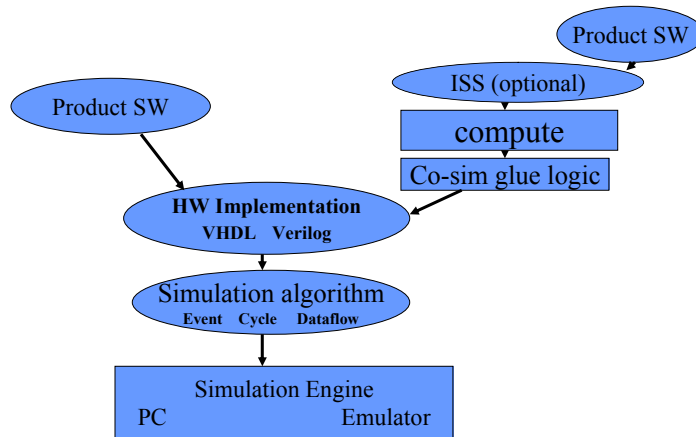 Product SW
ISS (optional)
Product SW
compute
Co-sim glue logic
HW Implementation
VHDL Verilog
Simulation algorithm
Event Cycle Dataflow
Simulation Engine
PC Emulator